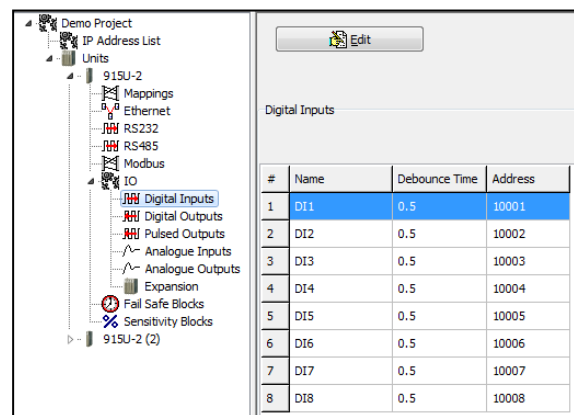 Demo Project
IP Address List
Units
915U-2
Mappings
Ethernet
RS232
RS485
Modbus
IO
Digital Inputs
Digital Outputs
Pulsed Outputs
Analogue Inputs
Analogue Outputs
Expansion
Fail Safe Blocks
Sensitivity Blocks
915U-2 (2)
Edit
Digital Inputs
# Name Debounce Time Address
1 DI1 0.5 10001
2 DI2 0.5 10002
3 DI3 0.5 10003
4 DI4 0.5 10004
5 DI5 0.5 10005
6 DI6 0.5 10006
7 DI7 0.5 10007
8 DI8 0.5 10008